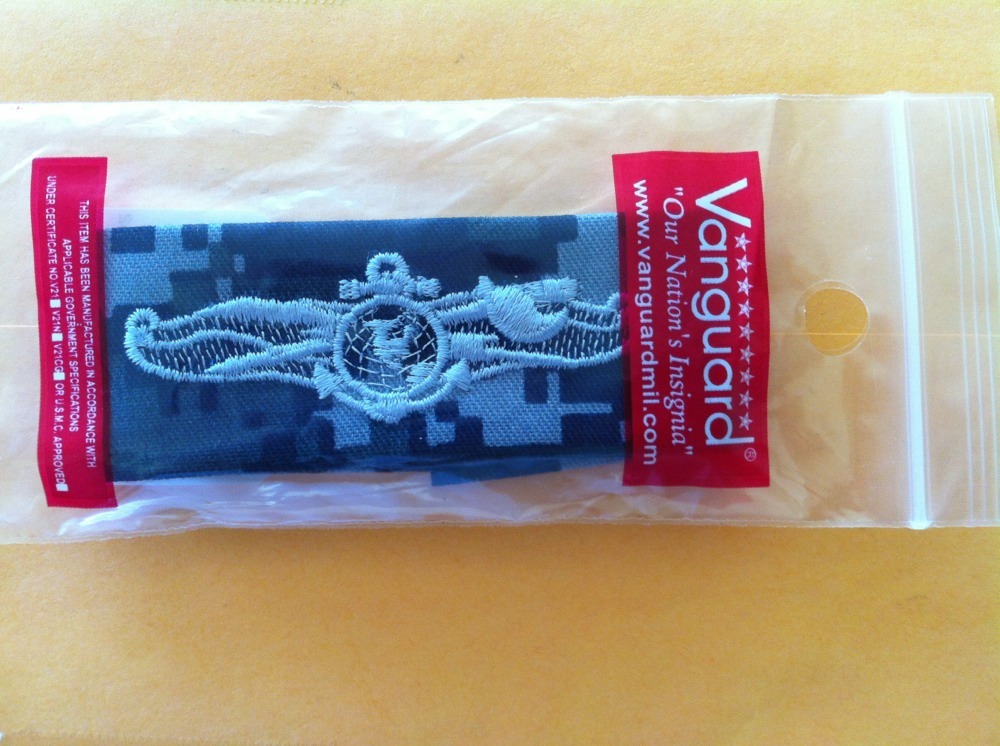 Vanguard®
"Our Nation's Insignia"
www.vanguardmil.com
THIS ITEM HAS BEEN MANUFACTURED IN ACCORDANCE WITH
APPLICABLE GOVERNMENT SPECIFICATIONS
UNDER CERTIFICATE NO. V21 V21N V21CG OR U.S.M.C. APPROVED